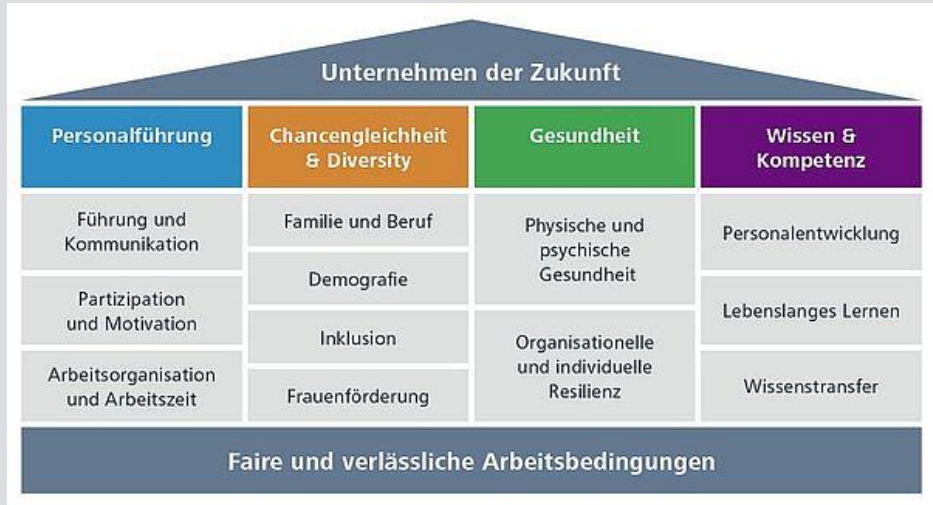 Unternehmen der Zukunft
Personalführung
Führung und
Kommunikation
Partizipation
und Motivation
Arbeitsorganisation
und Arbeitszeit
Chancengleichheit
& Diversity
Familie und Beruf
Demografie
Inklusion
Frauenförderung
Gesundheit
Physische und
psychische
Gesundheit
Organisationelle
und individuelle
Resilienz
Wissen &
Kompetenz
Personalentwicklung
Lebenslanges Lernen
Wissenstransfer
Faire und verlässliche Arbeitsbedingungen